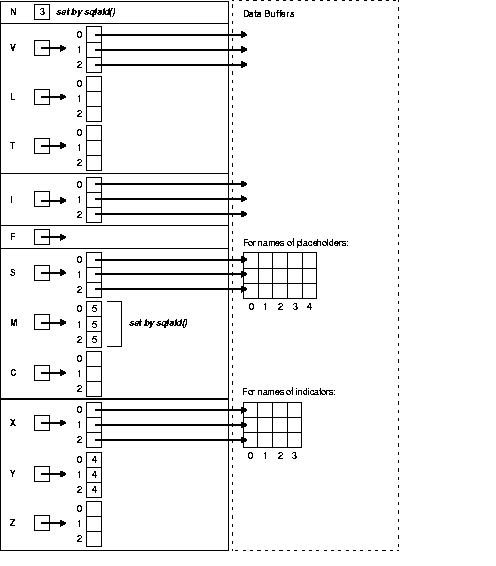 N 3 set by sqlald() Data Buffers
0
V 1
2
0
L 1
2
0
T 1
2
0
I 1
2
F
For names of placeholders:
0
S 1
2
0 1 2 3 4
0 5
M 1 5 set by sqlald()
2 5
0
C 1
2
For names of indicators:
0
X 1
2
0 1 2 3
0 4
Y 1 4
2 4
0
Z 1
2